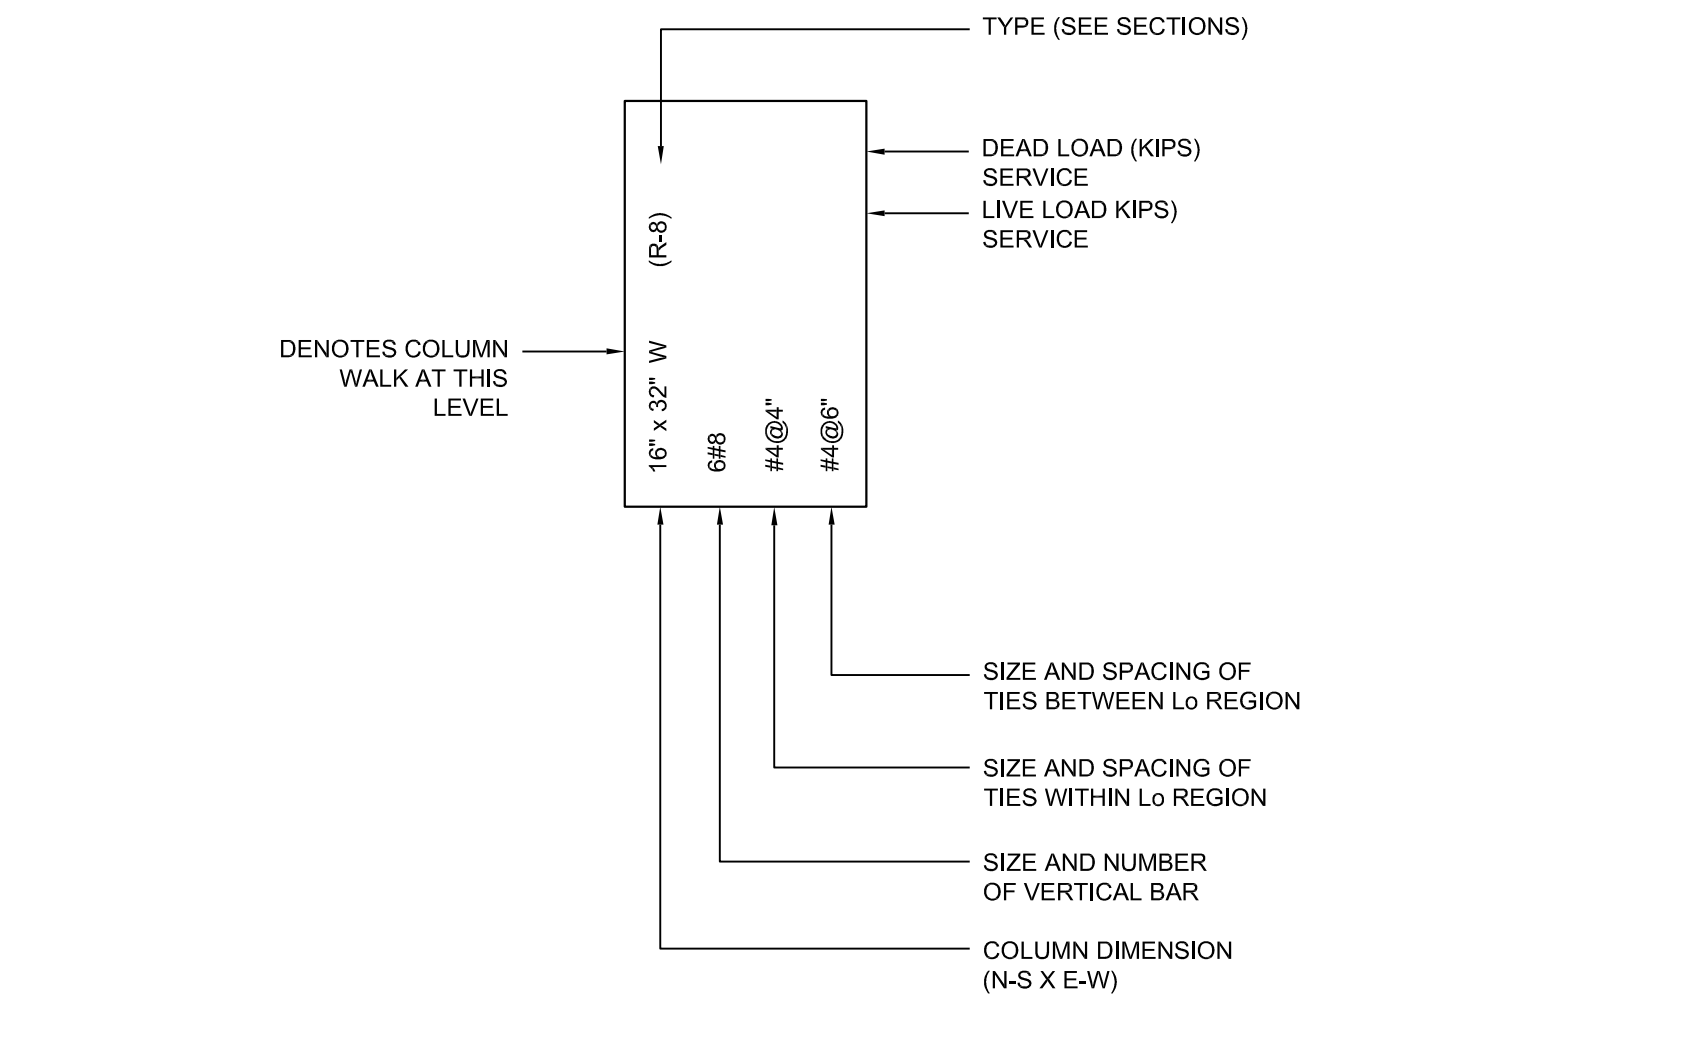 TYPE (SEE SECTIONS)
DEAD LOAD (KIPS)
SERVICE
LIVE LOAD KIPS)
SERVICE
DENOTES COLUMN
WALK AT THIS
LEVEL
16" x 32" W (R-8)
6#8
#4@4"
#4@6"
SIZE AND SPACING OF
TIES BETWEEN Lo REGION
SIZE AND SPACING OF
TIES WITHIN Lo REGION
SIZE AND NUMBER
OF VERTICAL BAR
COLUMN DIMENSION
(N-S X E-W)